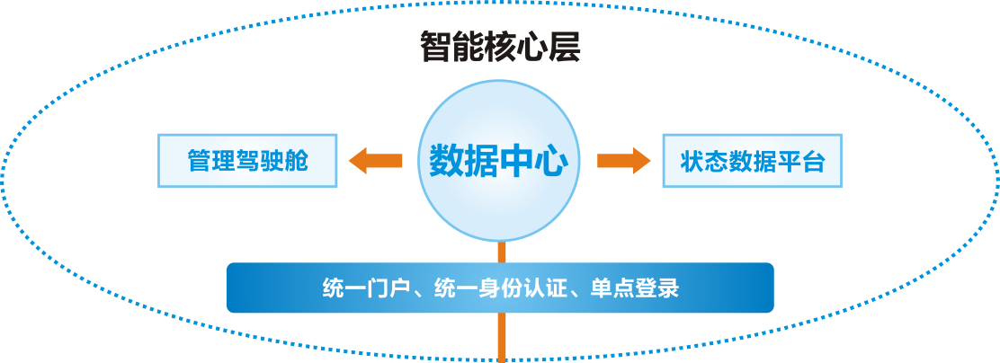 智能核心层
管理驾驶舱
数据中心
状态数据平台
统一门户、统一身份认证、单点登录